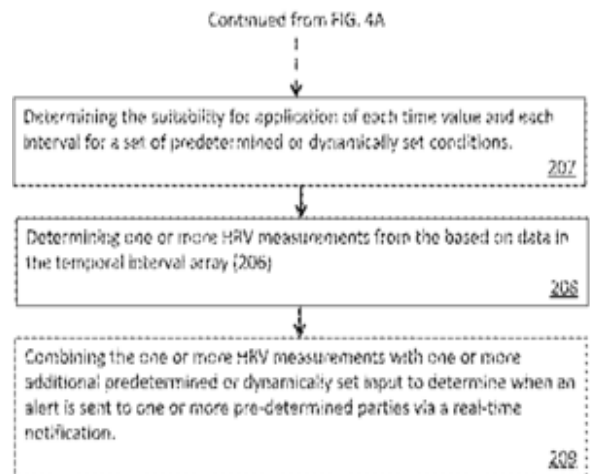 Continued from FIG. 4A
Determining the suitability for application of each time value and each
interval for a set of predetermined or dynamically set conditions.
207
Determining one or more HRV measurements from the based on data in
the temporal interval array (206)
208
Combining the one or more HRV measurements with one or more
additional predetermined or dynamically set input to determine when an
alert is sent to one or more pre-determined parties via a real-time
notification.
209